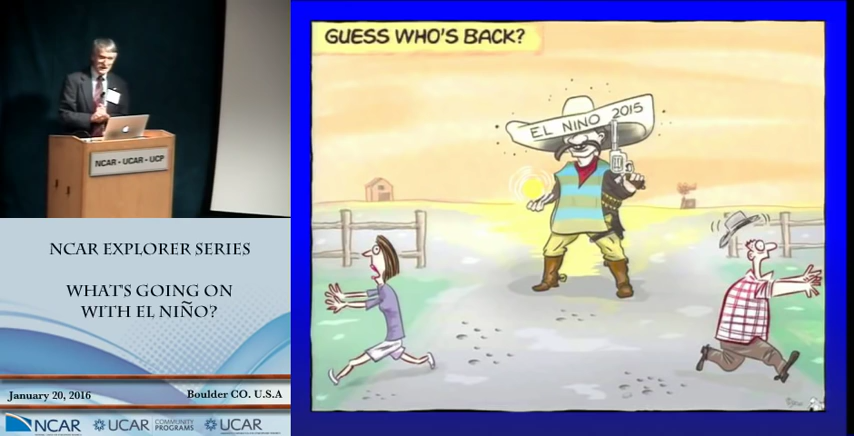 GUESS WHO'S BACK?
EL NINO 2015
NCAR - UCAR - UCP
NCAR EXPLORER SERIES
WHAT'S GOING ON
WITH EL NIÑO?
January 20, 2016
Boulder CO. U.S.A
NCAR
UCAR COMMUNITY PROGRAMS
UCAR